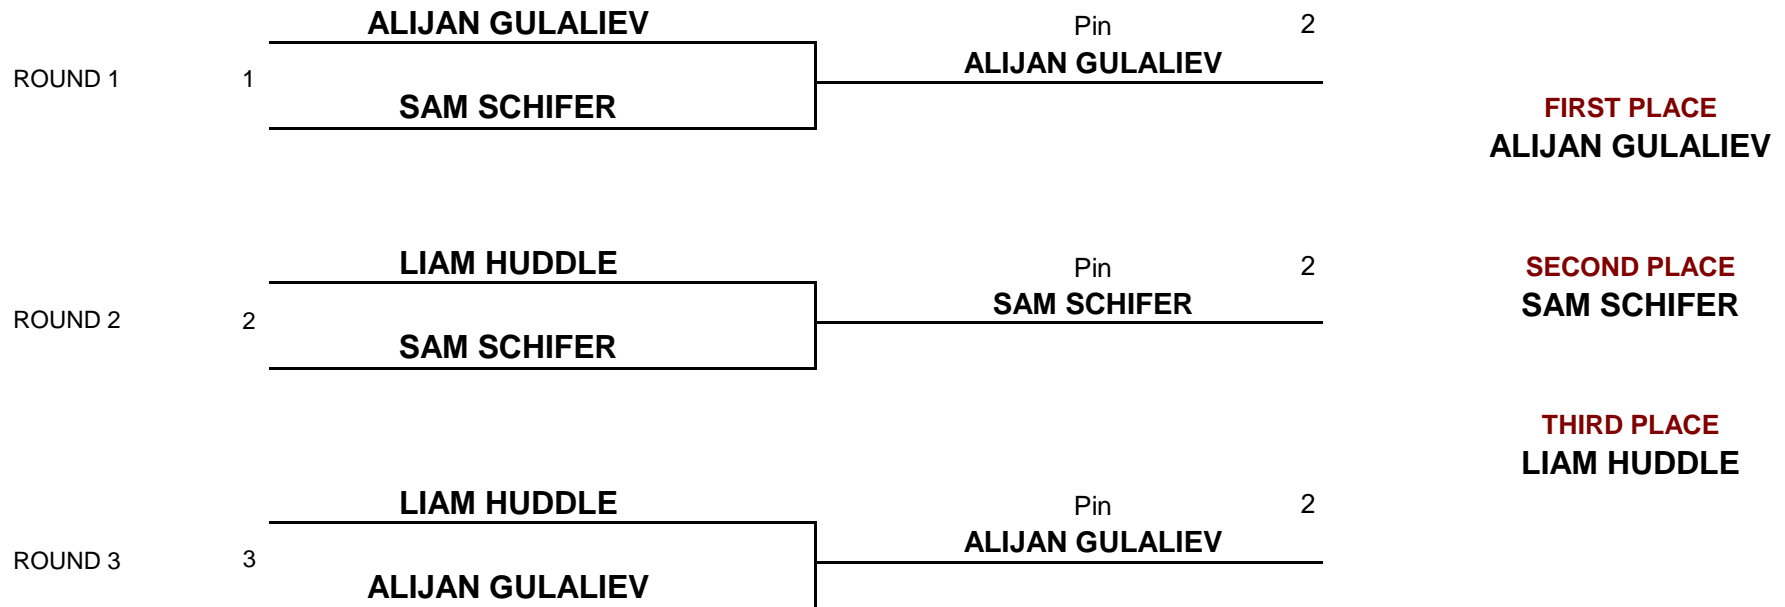 ALIJAN GULALIEV
Pin 2
ROUND 1 1
ALIJAN GULALIEV
SAM SCHIFER
FIRST PLACE
ALIJAN GULALIEV
LIAM HUDDLE
Pin 2
SECOND PLACE
ROUND 2 2
SAM SCHIFER
SAM SCHIFER
SAM SCHIFER
THIRD PLACE
LIAM HUDDLE
LIAM HUDDLE
Pin 2
ROUND 3 3
ALIJAN GULALIEV
ALIJAN GULALIEV